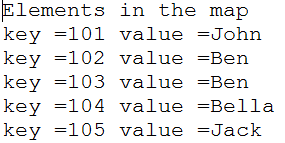 Elements in the map
key =101 value =John
key =102 value =Ben
key =103 value =Ben
key =104 value =Bella
key =105 value =Jack